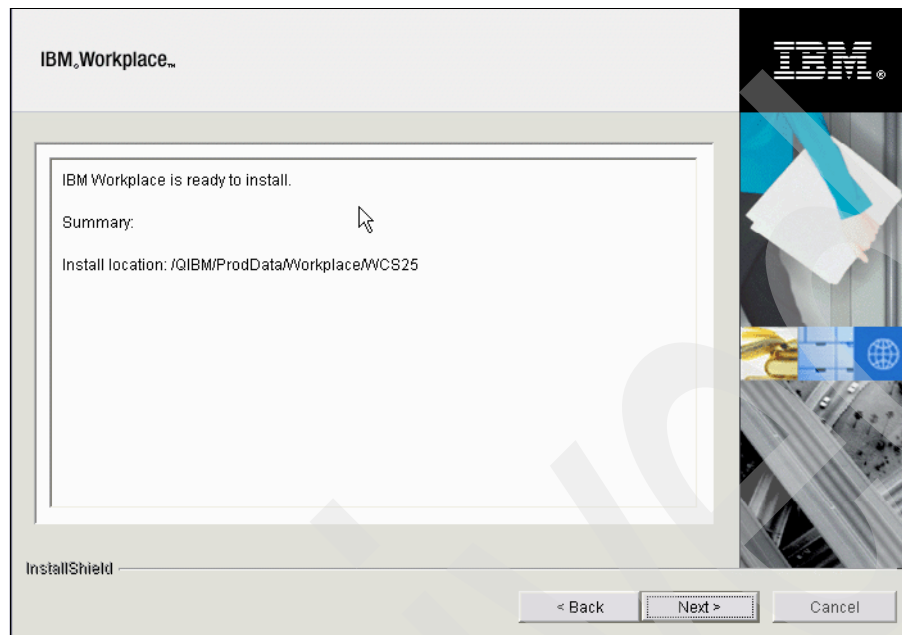 IBM Workplace™
IBM®
IBM Workplace is ready to install.
Summary:
Install location: /QIBM/ProdData/Workplace/WCS25
InstallShield
< Back
Next >
Cancel